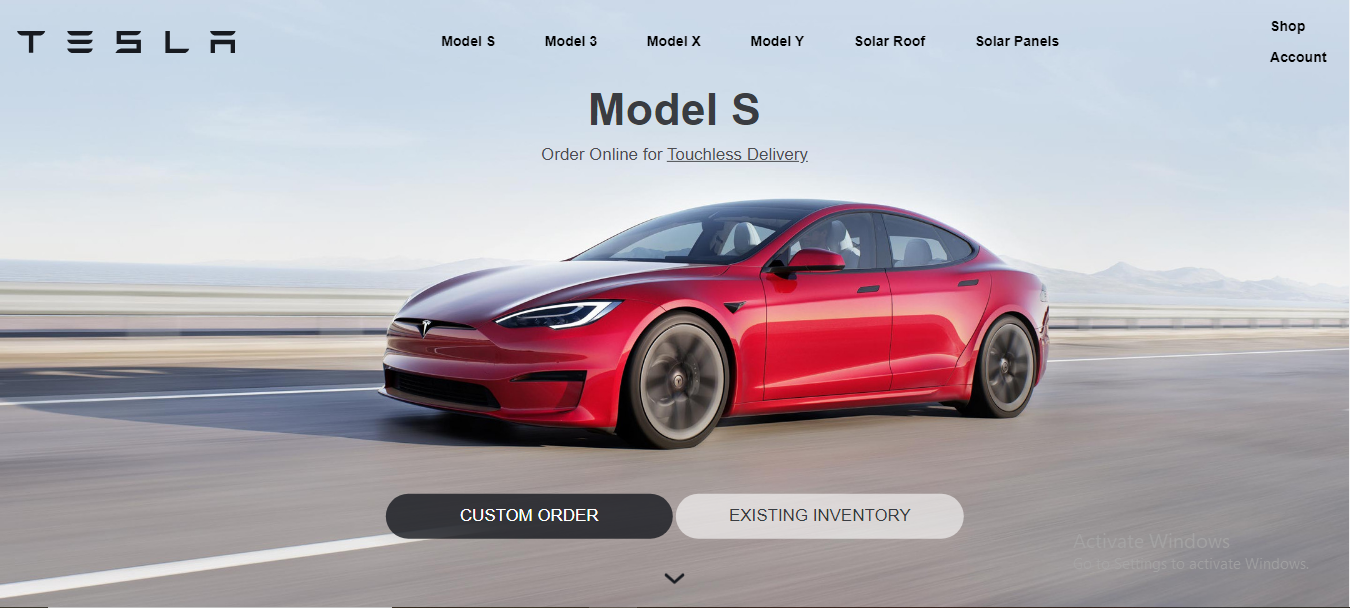 TESLA
Model S Model 3 Model X Model Y Solar Roof Solar Panels
Shop
Account
Model S
Order Online for Touchless Delivery
CUSTOM ORDER EXISTING INVENTORY
Activate Windows
Go to Settings to activate Windows.